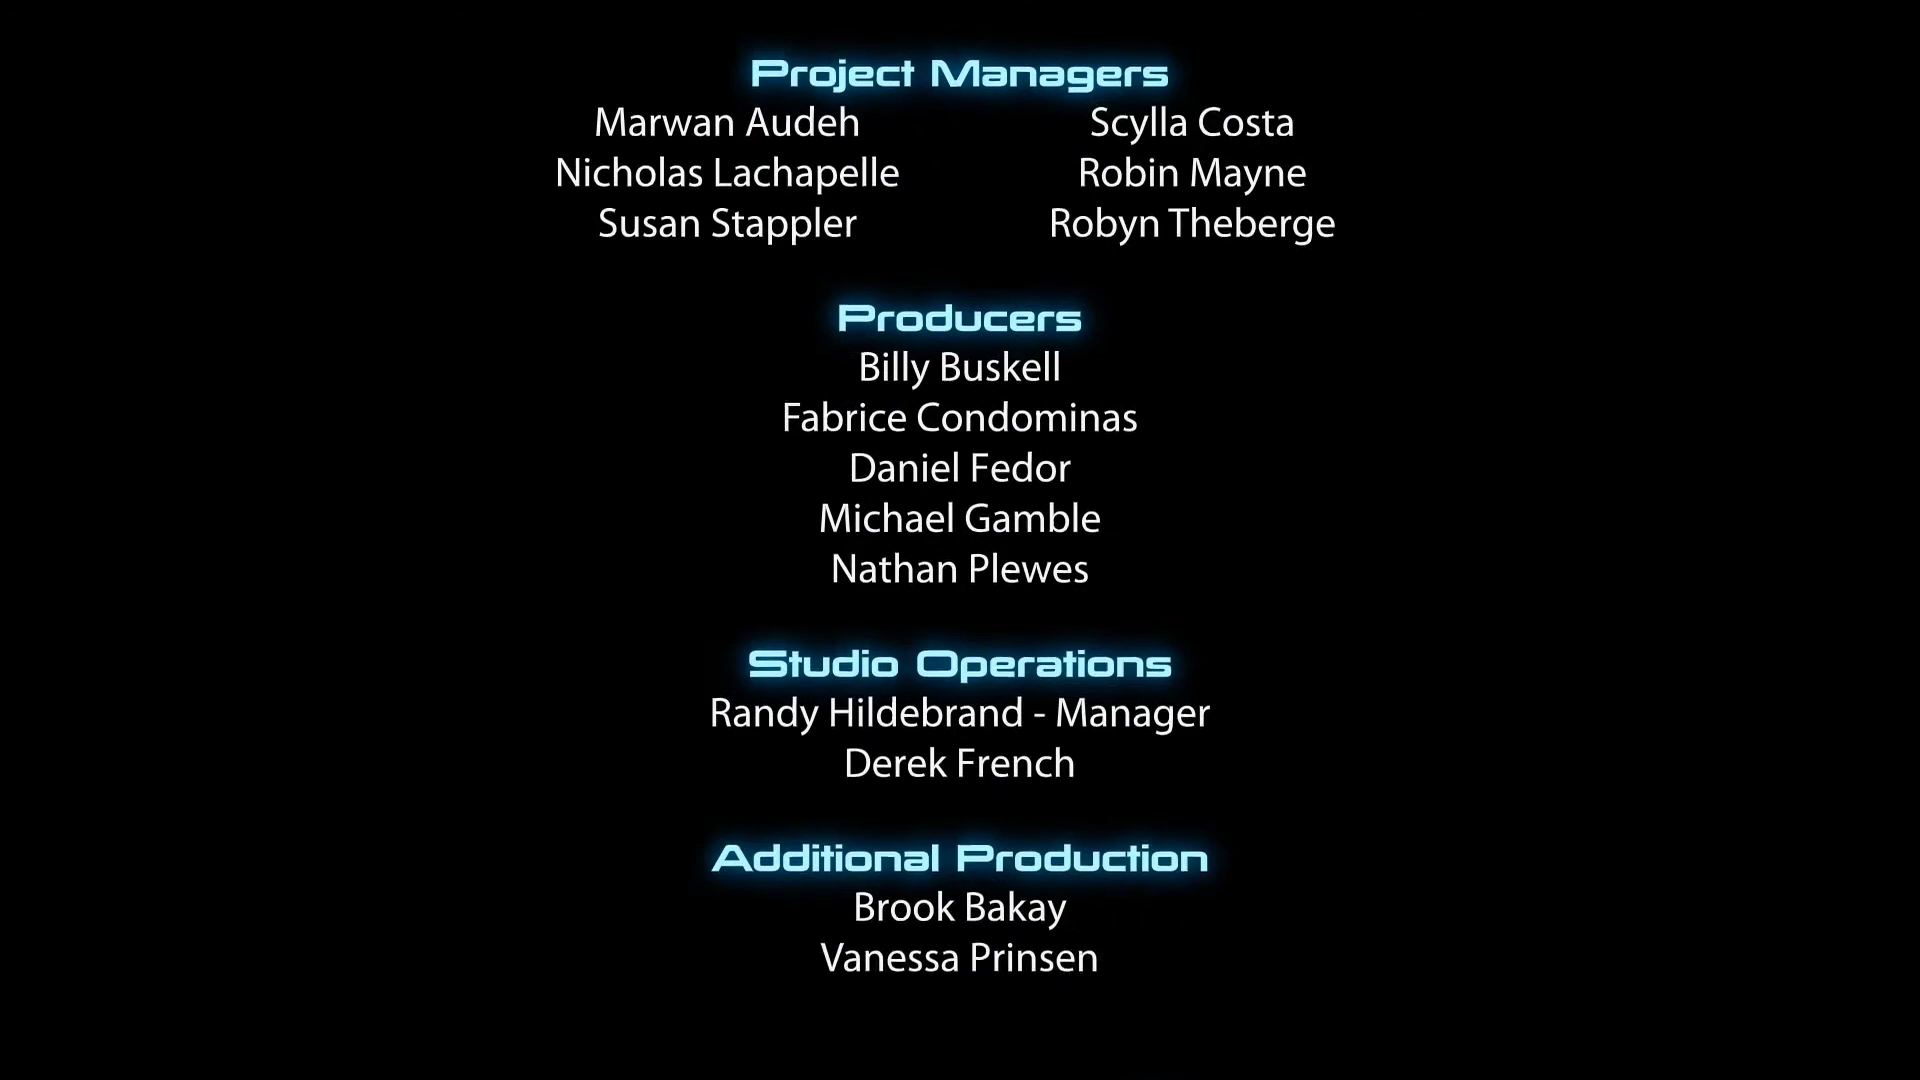 Project Managers
Marwan Audeh Scylla Costa
Nicholas Lachapelle Robin Mayne
Susan Stappler Robyn Theberge
Producers
Billy Buskell
Fabrice Condominas
Daniel Fedor
Michael Gamble
Nathan Plewes
Studio Operations
Randy Hildebrand - Manager
Derek French
Additional Production
Brook Bakay
Vanessa Prinsen